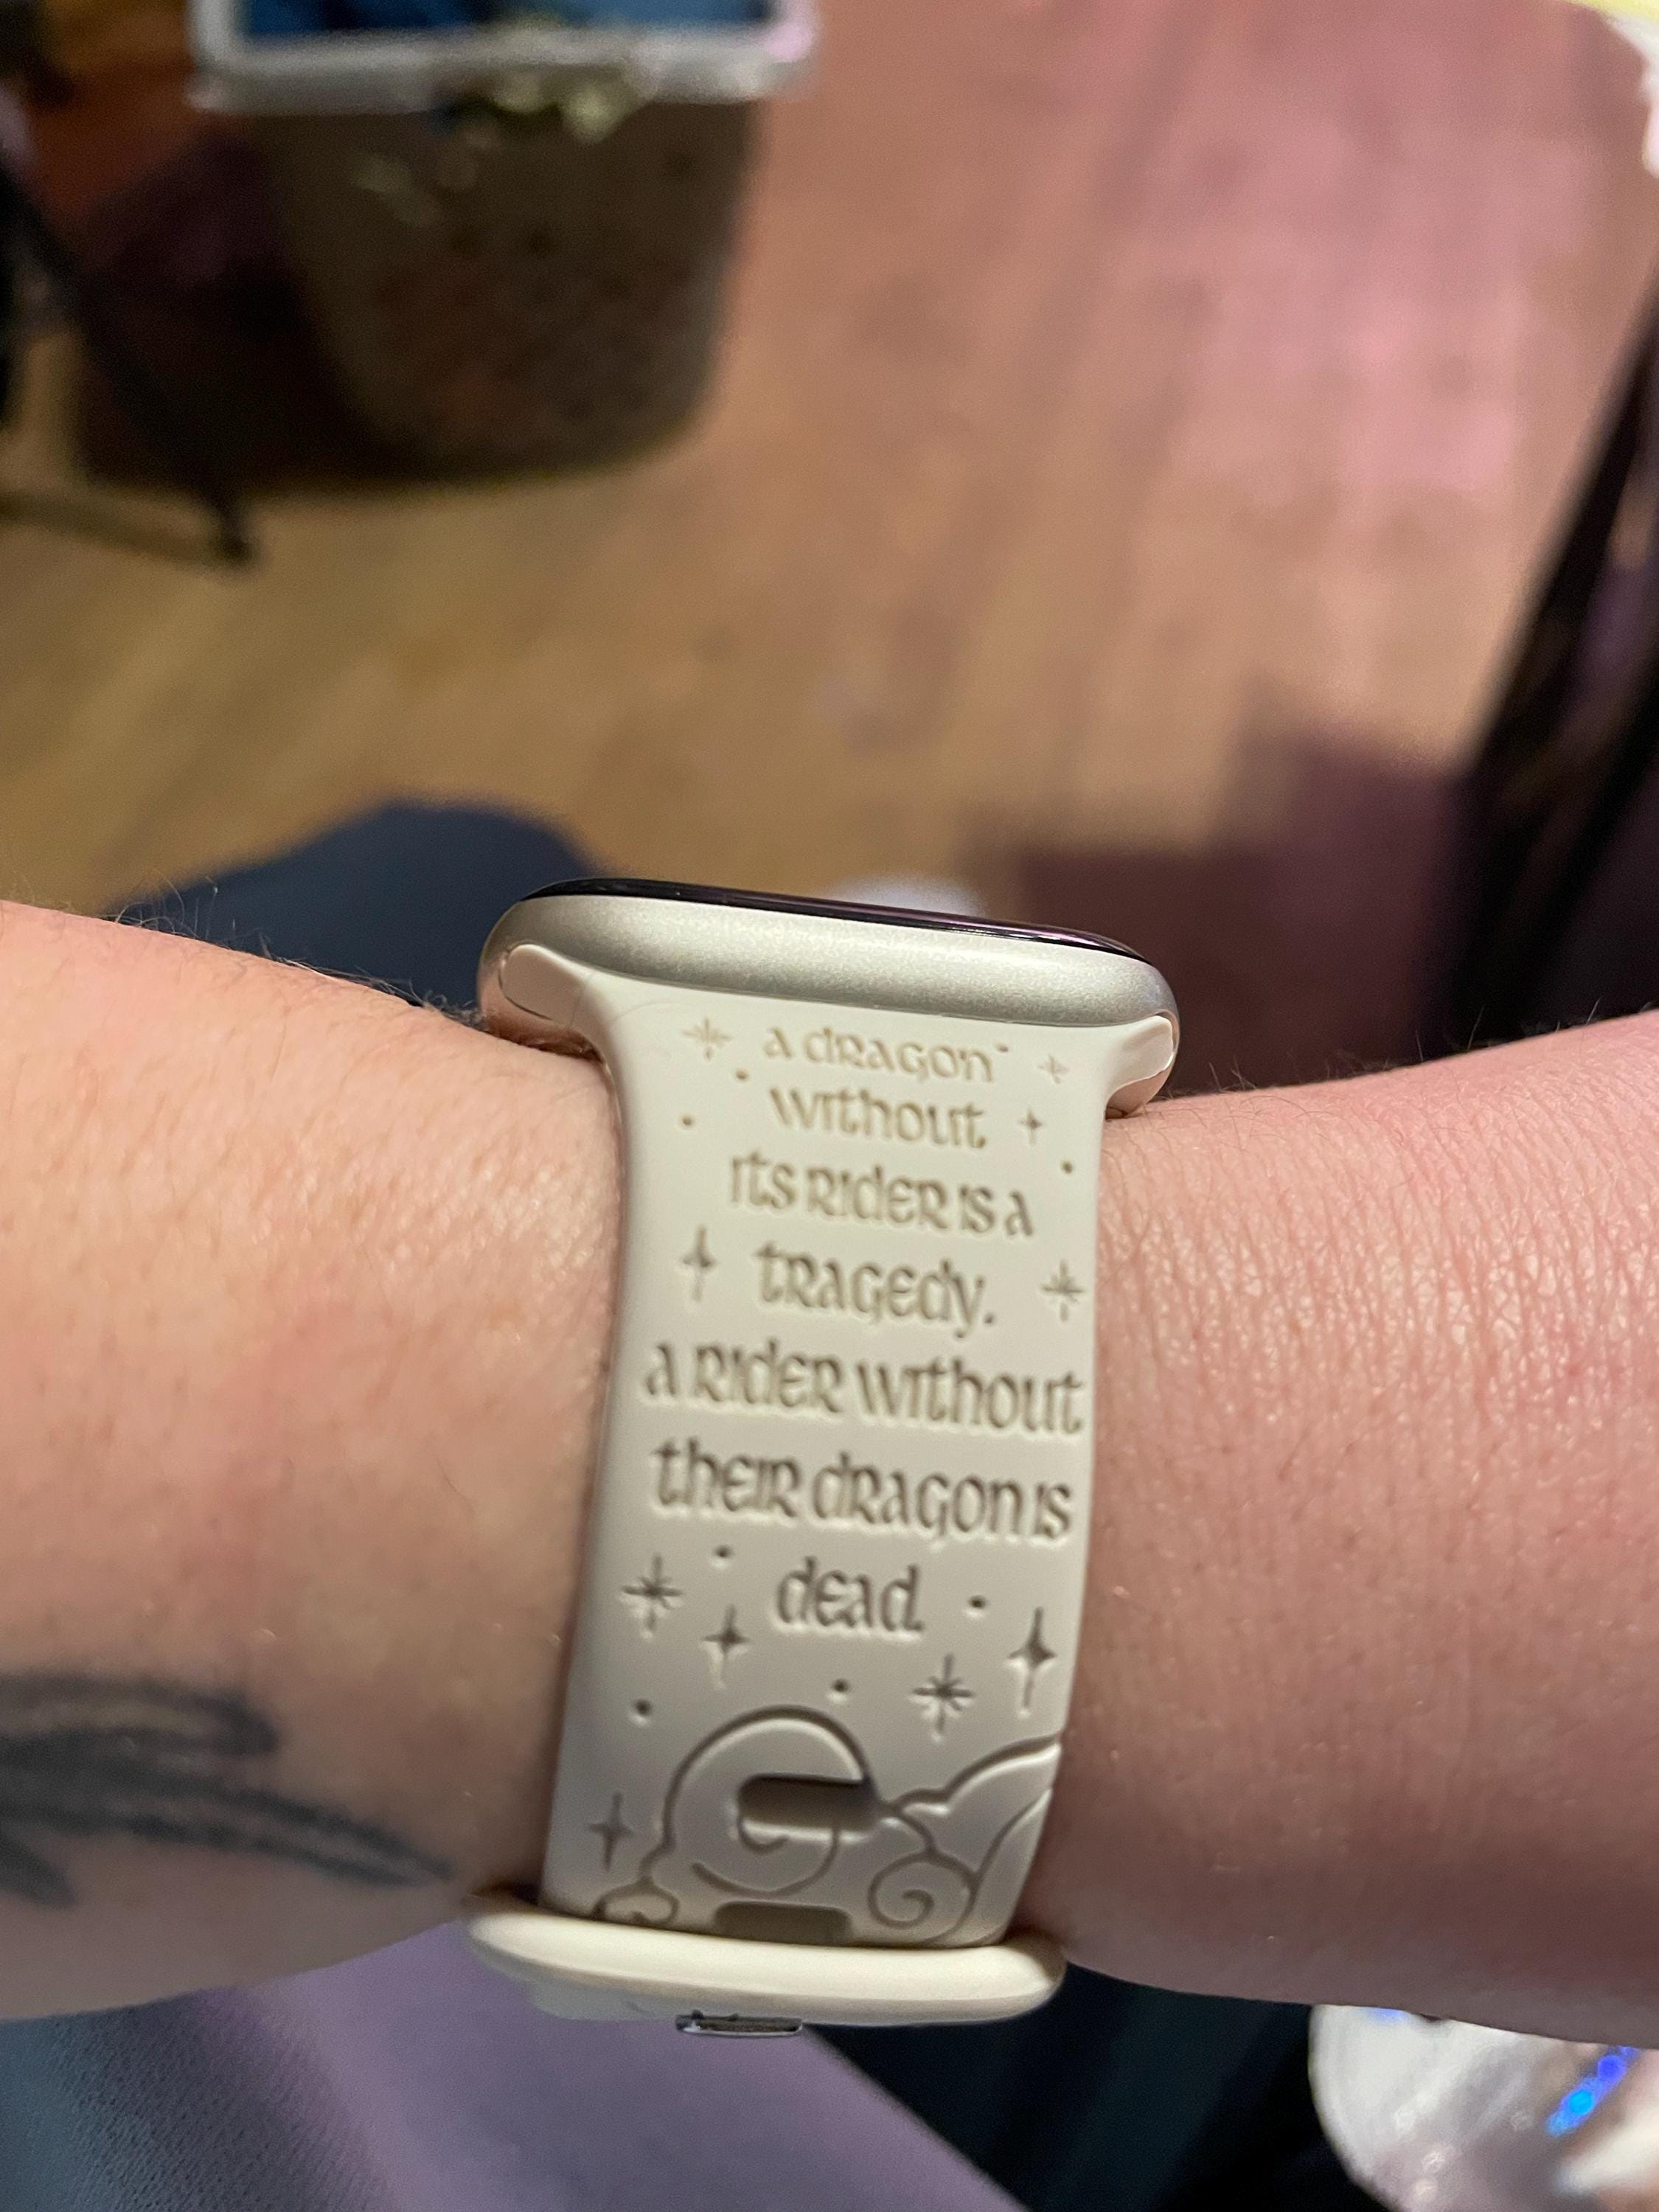 a dragon
without
its rider is a
tragedy.
a rider without
their dragon is
dead.